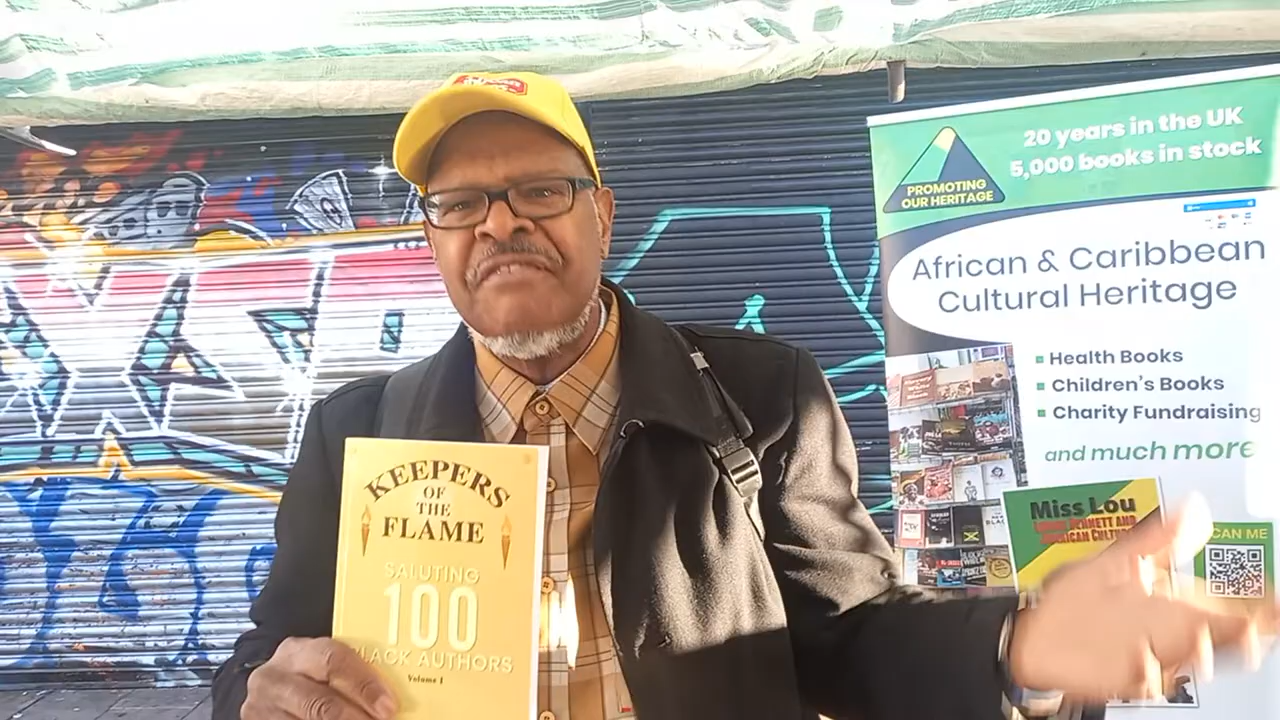 KEEPERS
OF
THE
FLAME
SALUTING
100
LACK AUTHORS
Volume I
20 years in the UK
5,000 books in stock
PROMOTING
OUR HERITAGE
African & Caribbean
Cultural Heritage
Health Books
Children's Books
Charity Fundraising
and much more
Miss Lou
CAN ME